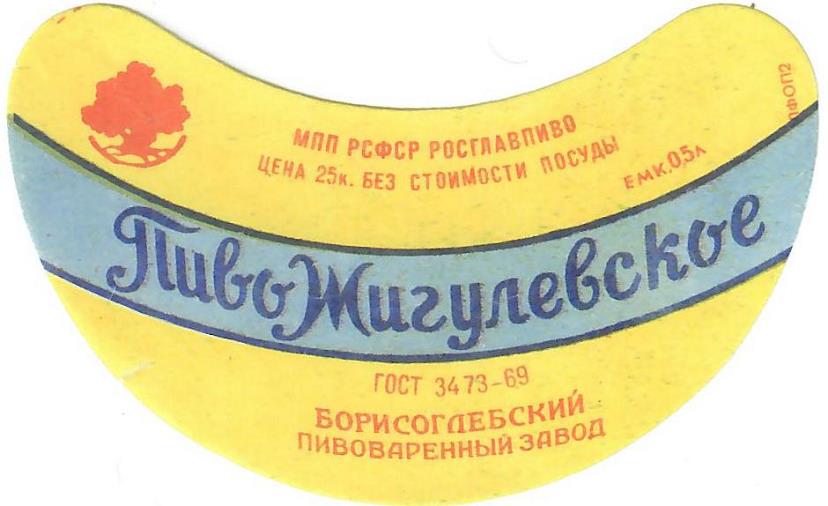 МПП РСФСР РОСГЛАВПИВО
ЦЕНА 25к. БЕЗ СТОИМОСТИ ПОСУДЫ
ЕМК. 0,5л
Пиво Жигулевское
ГОСТ 3473-69
БОРИСОГЛЕБСКИЙ
ПИВОВАРЕННЫЙ ЗАВОД